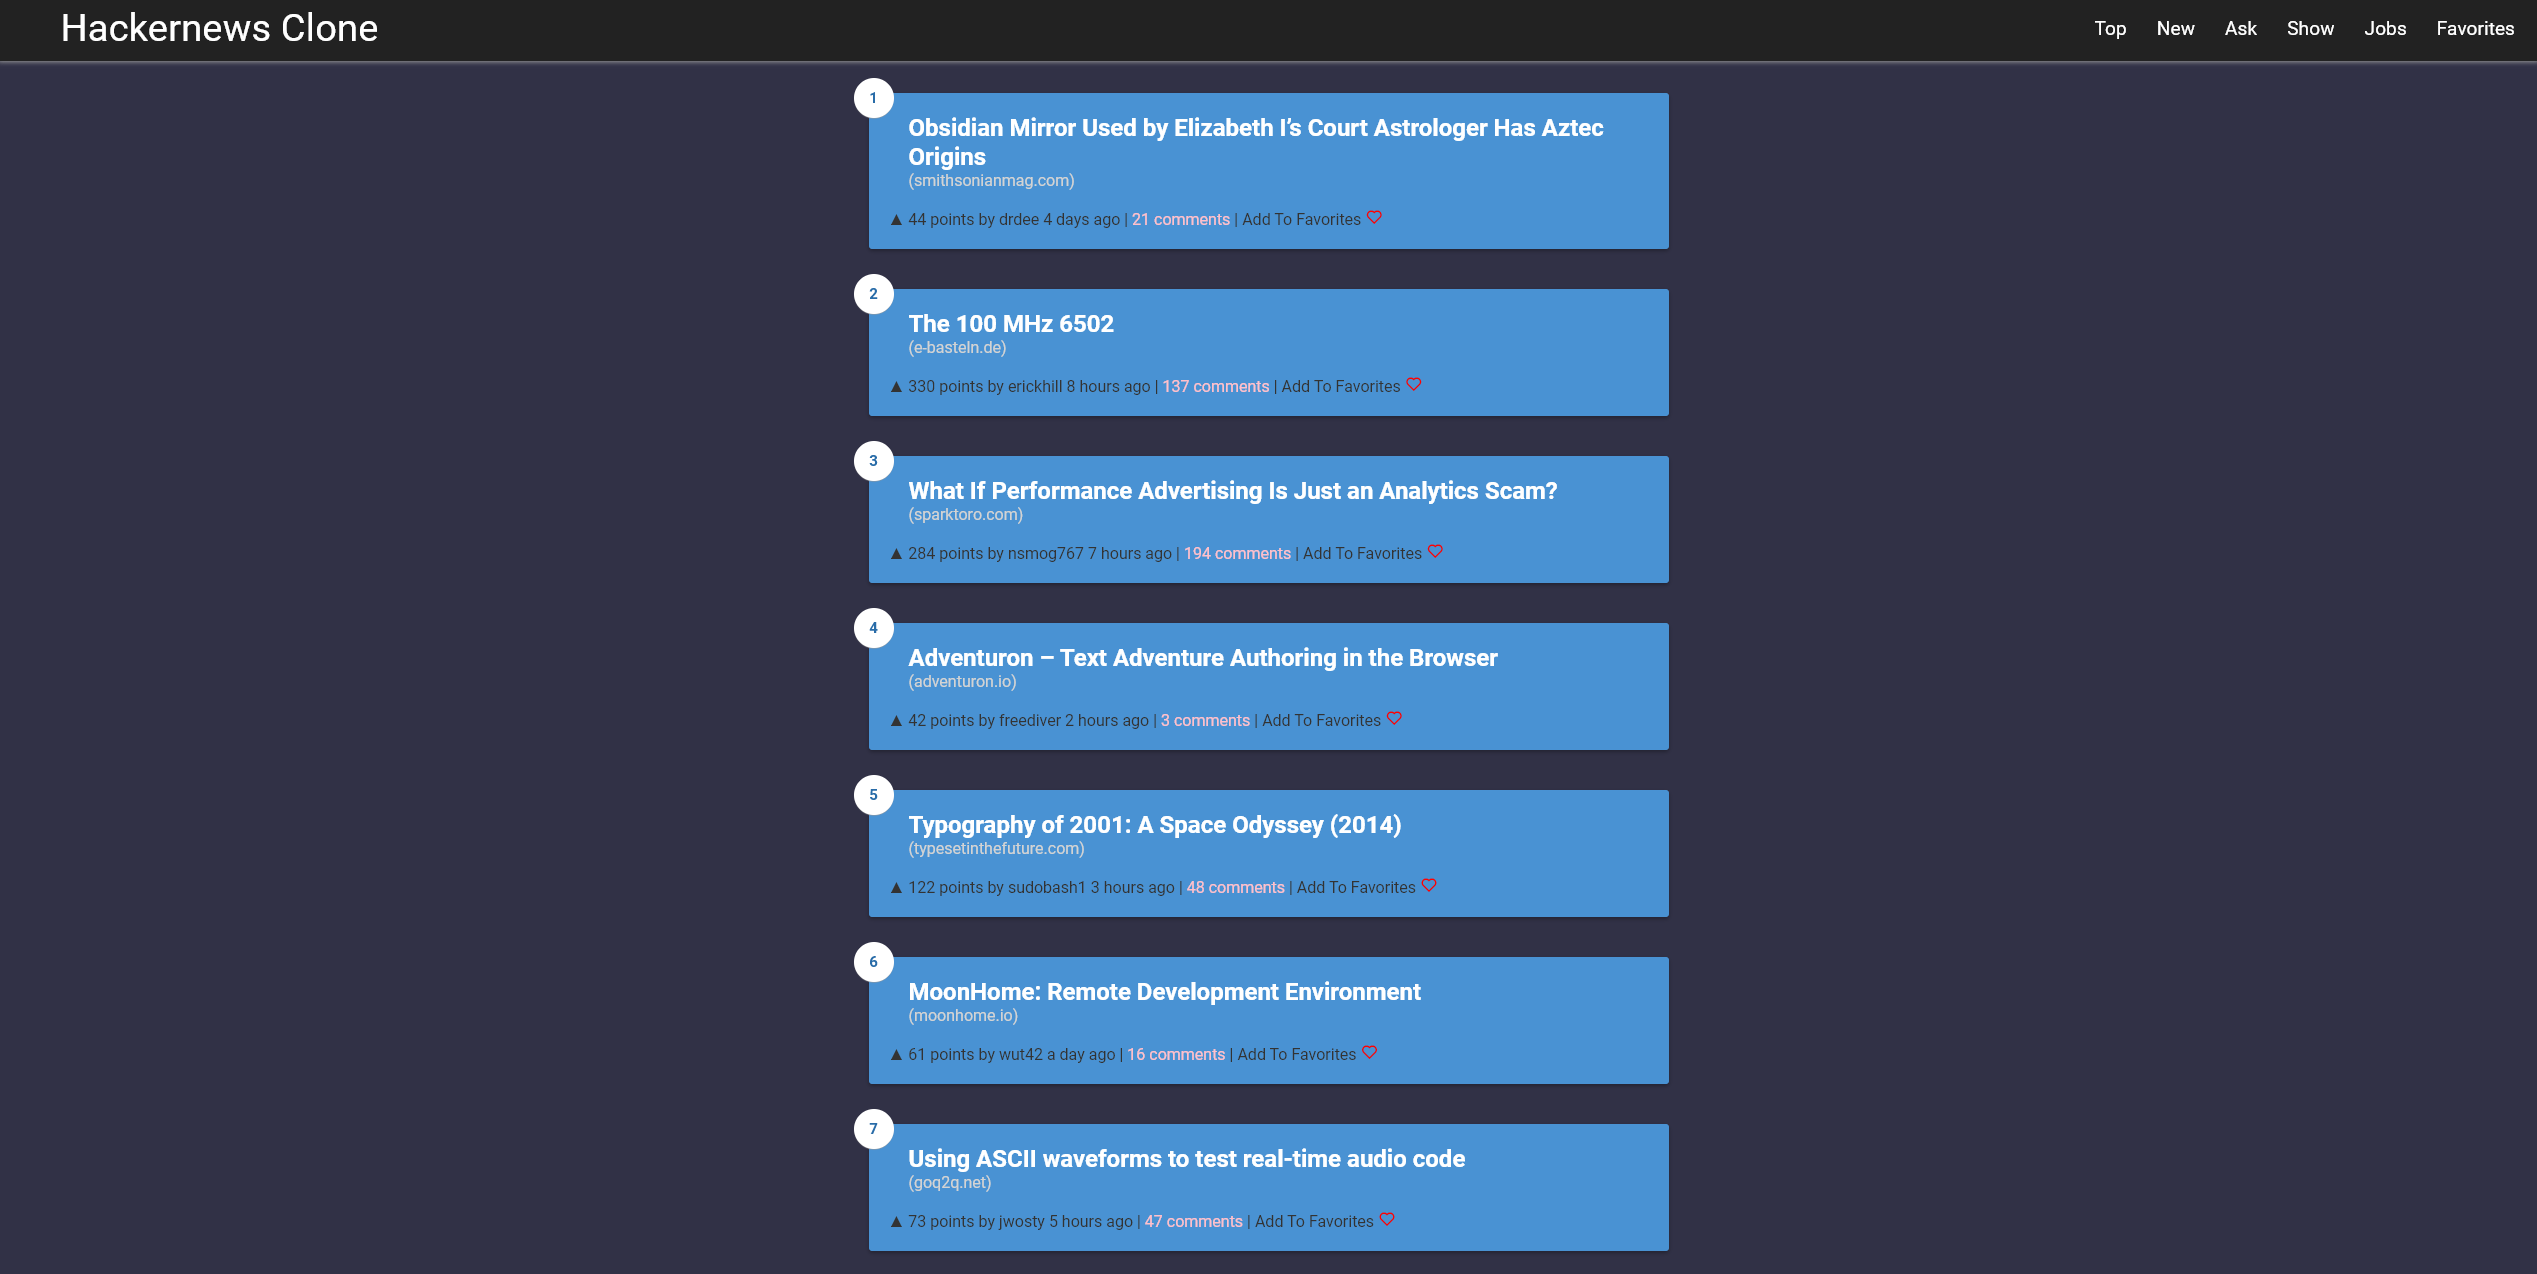 Hackernews Clone
Top New Ask Show Jobs Favorites
1
Obsidian Mirror Used by Elizabeth I’s Court Astrologer Has Aztec
Origins
(smithsonianmag.com)
▲ 44 points by drdee 4 days ago | 21 comments | Add To Favorites
2
The 100 MHz 6502
(e-basteln.de)
▲ 330 points by erickhill 8 hours ago | 137 comments | Add To Favorites
3
What If Performance Advertising Is Just an Analytics Scam?
(sparktoro.com)
▲ 284 points by nsmog767 7 hours ago | 194 comments | Add To Favorites
4
Adventuron – Text Adventure Authoring in the Browser
(adventuron.io)
▲ 42 points by freediver 2 hours ago | 3 comments | Add To Favorites
5
Typography of 2001: A Space Odyssey (2014)
(typesetinthefuture.com)
▲ 122 points by sudobash1 3 hours ago | 48 comments | Add To Favorites
6
MoonHome: Remote Development Environment
(moonhome.io)
▲ 61 points by wut42 a day ago | 16 comments | Add To Favorites
7
Using ASCII waveforms to test real-time audio code
(goq2q.net)
▲ 73 points by jwosty 5 hours ago | 47 comments | Add To Favorites